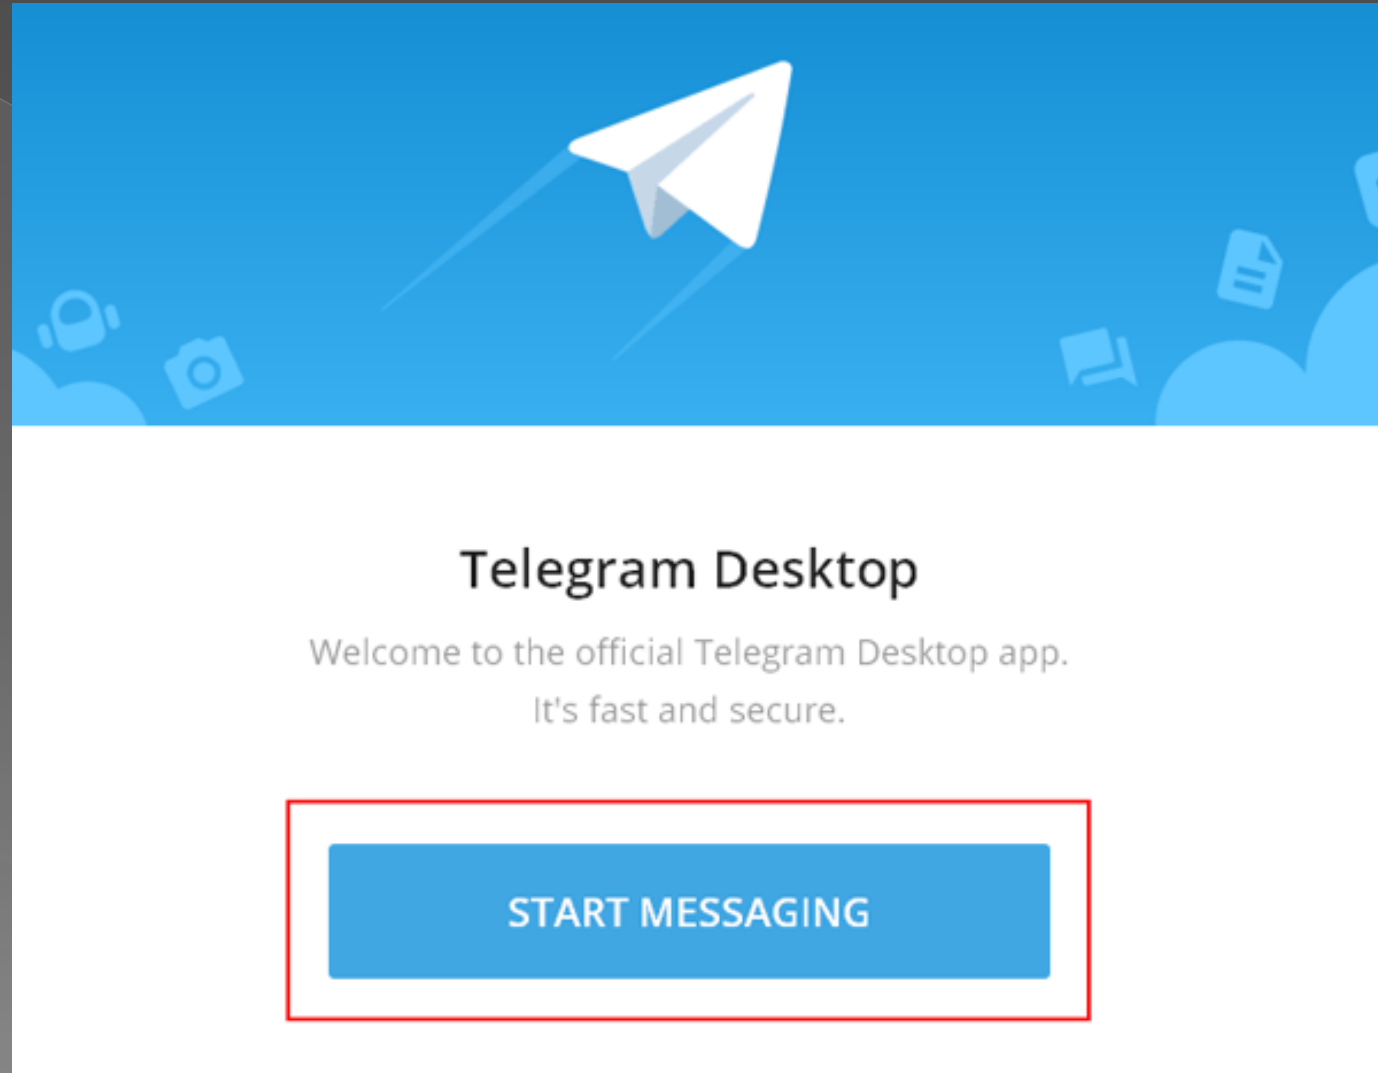 Telegram Desktop
Welcome to the official Telegram Desktop app.
It's fast and secure.
START MESSAGING